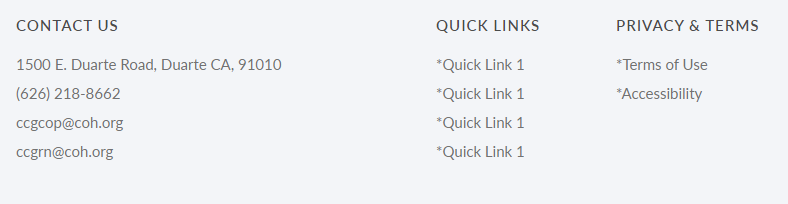 CONTACT US
1500 E. Duarte Road, Duarte CA, 91010
(626) 218-8662
ccgcop@coh.org
ccgrn@coh.org
QUICK LINKS
*Quick Link 1
*Quick Link 1
*Quick Link 1
*Quick Link 1
PRIVACY & TERMS
*Terms of Use
*Accessibility